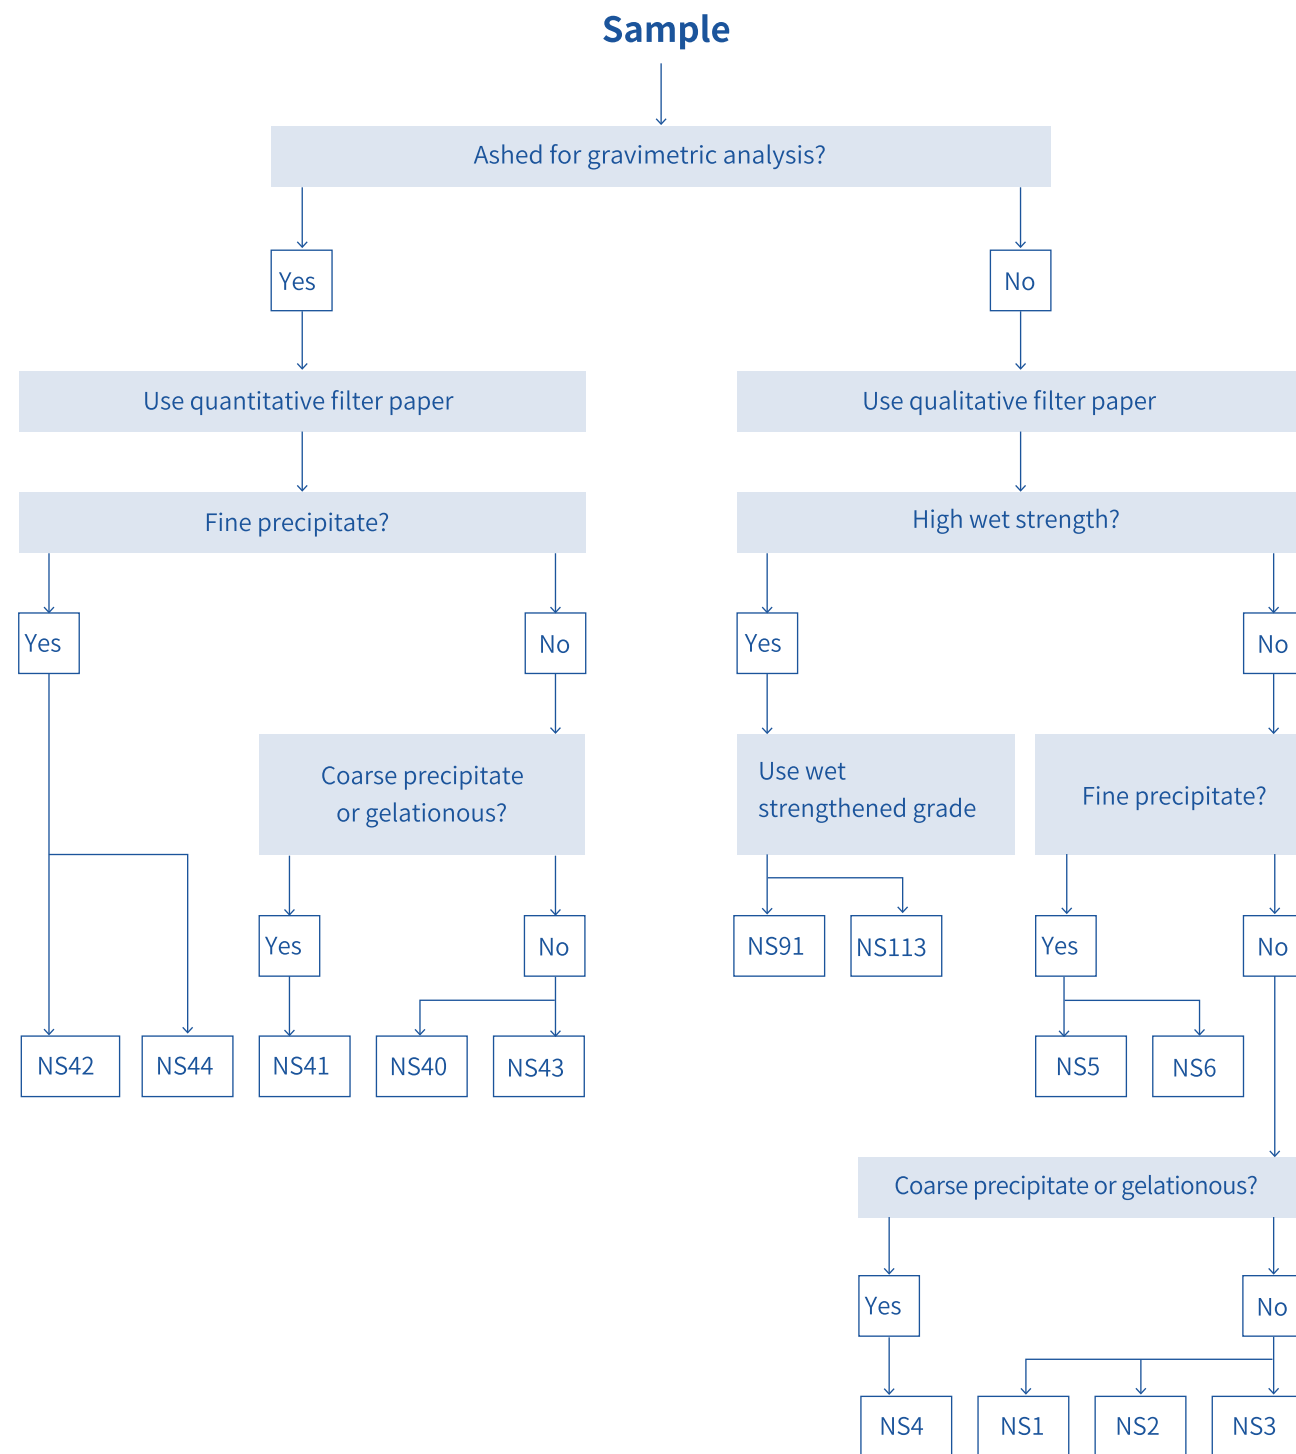 Sample
Ashed for gravimetric analysis?
Yes
No
Use quantitative filter paper
Use qualitative filter paper
Fine precipitate?
High wet strength?
Yes
No
Yes
No
Coarse precipitate
or gelationous?
Use wet
strengthened grade
Fine precipitate?
Yes
No
NS91
NS113
Yes
No
NS42
NS44
NS41
NS40
NS43
NS5
NS6
Coarse precipitate or gelationous?
Yes
No
NS4
NS1
NS2
NS3